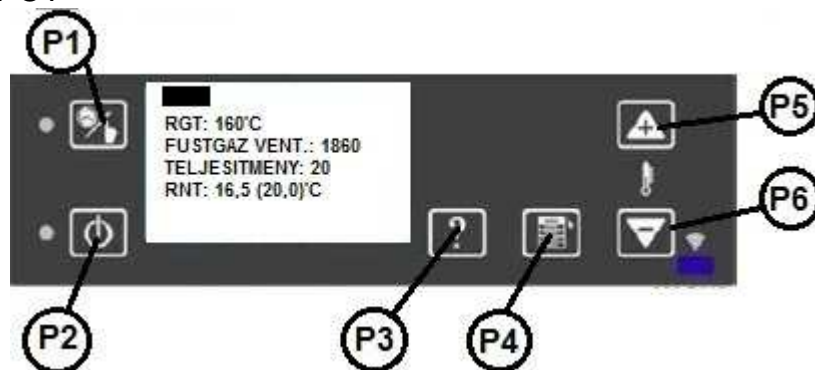 P1
RGT: 160'C
FUSTGAZ VENT.: 1860
TELJESITMENY: 20
RNT: 16,5 (20,0)'C
P5
P6
P2
P3
P4